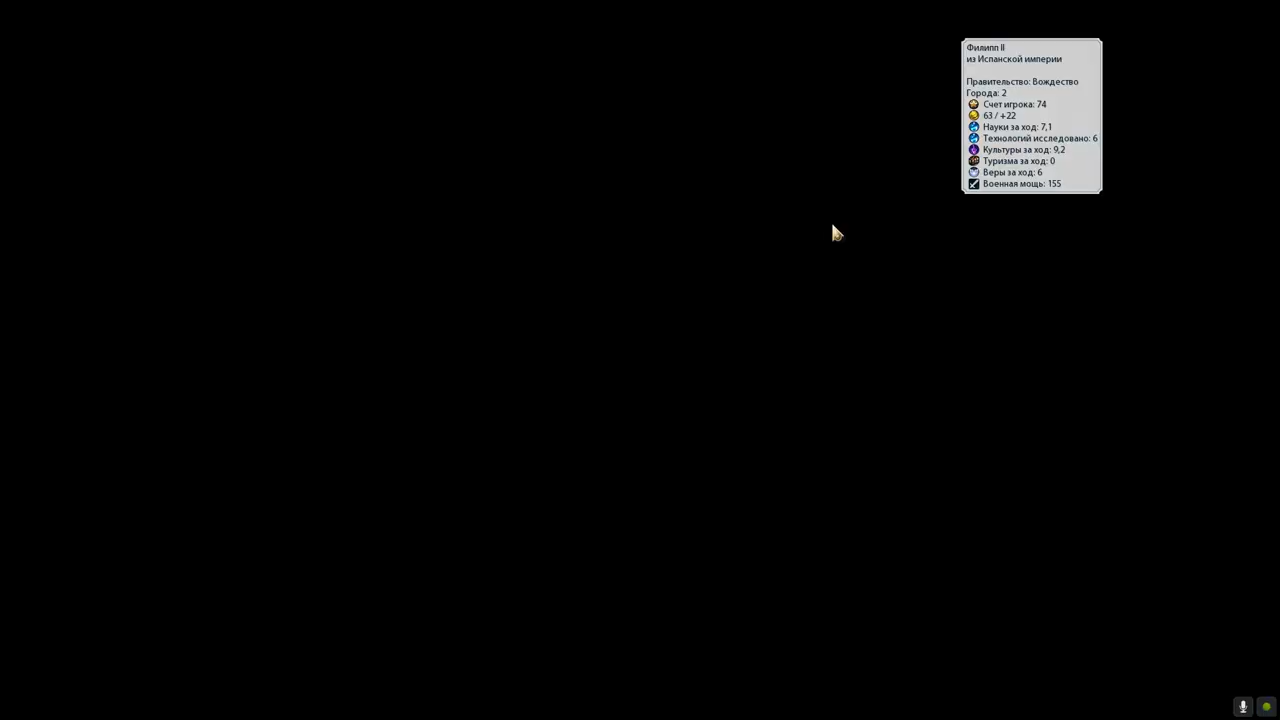 Филипп II
из Испанской империи
Правительство: Вождество
Города: 2
Счет игрока: 74
63 / +22
Науки за ход: 7,1
Технологий исследовано: 6
Культуры за ход: 9,2
Туризма за ход: 0
Веры за ход: 6
Военная мощь: 155